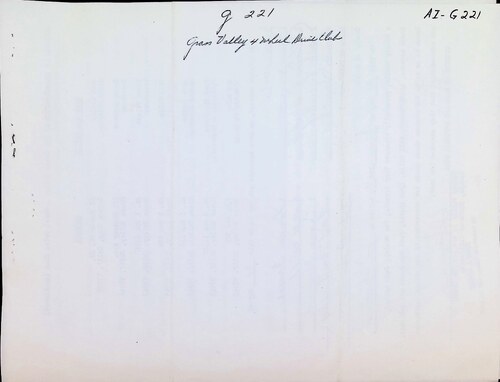 g 221
AI-G221
Grass Valley 4 Wheel Drive Club